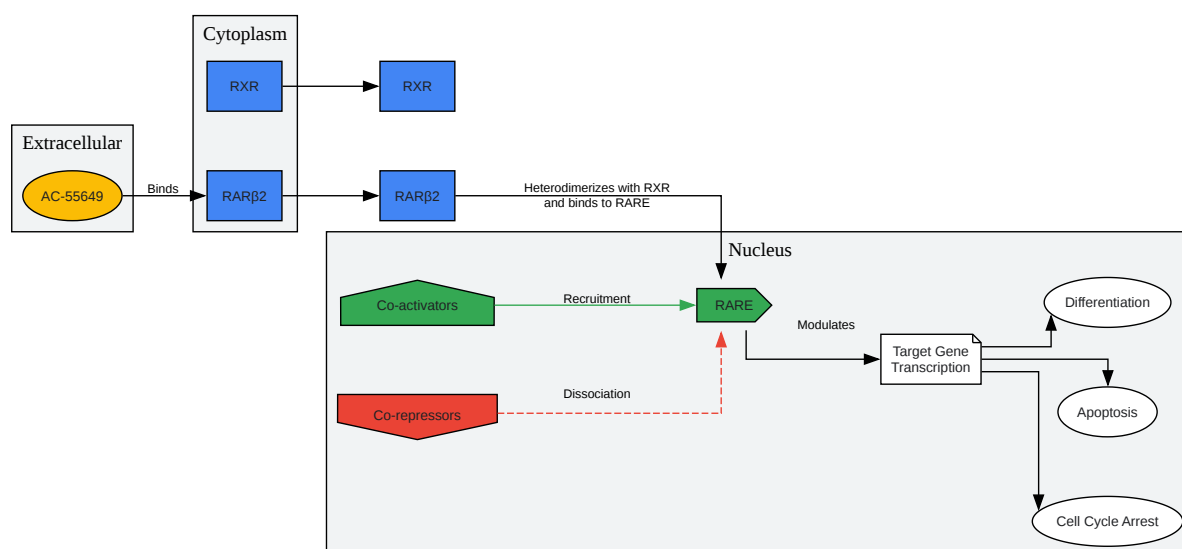 Cytoplasm
RXR
RXR
Extracellular
AC-55649
Binds
RARβ2
RARβ2
Heterodimerizes with RXR
and binds to RARE
Nucleus
Co-activators
Recruitment
RARE
Differentiation
Modulates
Target Gene
Transcription
Dissociation
Co-repressors
Apoptosis
Cell Cycle Arrest